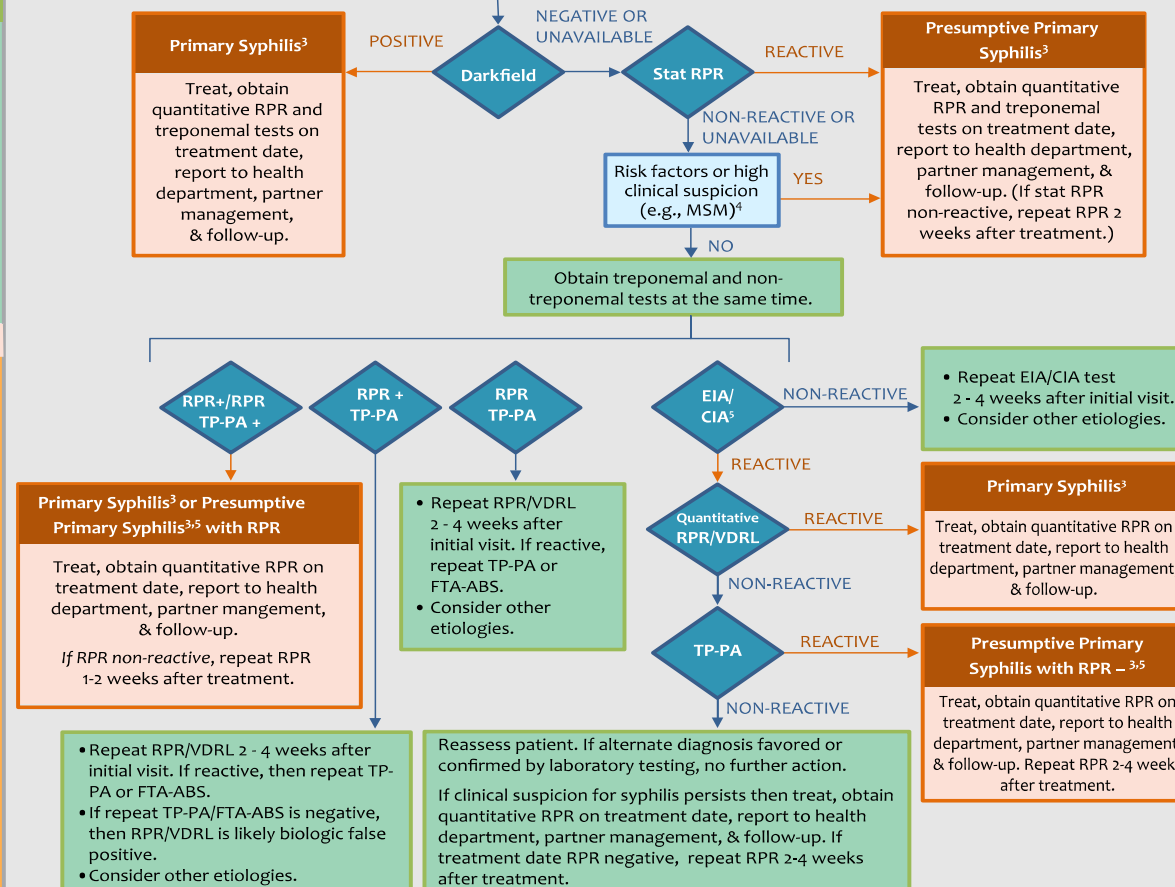 NEGATIVE OR
UNAVAILABLE
Primary Syphilis³
POSITIVE
Darkfield
Stat RPR
REACTIVE
Presumptive Primary
Syphilis³
Treat, obtain
quantitative RPR and
treponemal tests on
treatment date,
report to health
department, partner
management,
& follow-up.
Treat, obtain quantitative
RPR and treponemal
tests on treatment date,
report to health department,
partner management, &
follow-up. (If stat RPR
non-reactive, repeat RPR 2
weeks after treatment.)
NON-REACTIVE OR
UNAVAILABLE
Risk factors or high
clinical suspicion
(e.g., MSM)⁴
YES
NO
Obtain treponemal and non-
treponemal tests at the same time.
RPR+/RPR
TP-PA +
RPR +
TP-PA
RPR
TP-PA
EIA/
CIA⁵
NON-REACTIVE
• Repeat EIA/CIA test
2 - 4 weeks after initial visit.
• Consider other etiologies.
REACTIVE
Primary Syphilis³ or Presumptive
Primary Syphilis³,⁵ with RPR
Treat, obtain quantitative RPR on
treatment date, report to health
department, partner mangement,
& follow-up.
If RPR non-reactive, repeat RPR
1-2 weeks after treatment.
• Repeat RPR/VDRL
2 - 4 weeks after
initial visit. If reactive,
repeat TP-PA or
FTA-ABS.
• Consider other
etiologies.
Quantitative
RPR/VDRL
REACTIVE
Primary Syphilis³
Treat, obtain quantitative RPR on
treatment date, report to health
department, partner management
& follow-up.
NON-REACTIVE
TP-PA
REACTIVE
Presumptive Primary
Syphilis with RPR – ³,⁵
Treat, obtain quantitative RPR on
treatment date, report to health
department, partner management
& follow-up. Repeat RPR 2-4 week
after treatment.
NON-REACTIVE
• Repeat RPR/VDRL 2 - 4 weeks after
initial visit. If reactive, then repeat TP-
PA or FTA-ABS.
• If repeat TP-PA/FTA-ABS is negative,
then RPR/VDRL is likely biologic false
positive.
• Consider other etiologies.
Reassess patient. If alternate diagnosis favored or
confirmed by laboratory testing, no further action.
If clinical suspicion for syphilis persists then treat, obtain
quantitative RPR on treatment date, report to health
department, partner management, & follow-up. If
treatment date RPR negative, repeat RPR 2-4 weeks
after treatment.